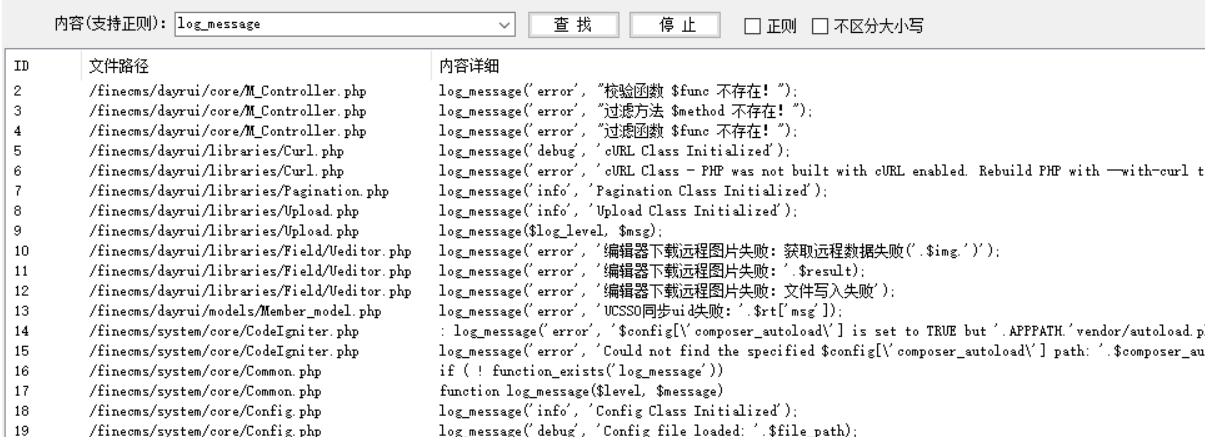 内容(支持正则): log_message 查 找 停 止 正则 不区分大小写
ID 文件路径 内容详细
2 /finecms/dayrui/core/M_Controller.php log_message('error', "校验函数 $func 不存在! ");
3 /finecms/dayrui/core/M_Controller.php log_message('error', "过滤方法 $method 不存在! ");
4 /finecms/dayrui/core/M_Controller.php log_message('error', "过滤函数 $func 不存在! ");
5 /finecms/dayrui/libraries/Curl.php log_message('debug', 'cURL Class Initialized');
6 /finecms/dayrui/libraries/Curl.php log_message('error', 'cURL Class - PHP was not built with cURL enabled. Rebuild PHP with --with-curl t
7 /finecms/dayrui/libraries/Pagination.php log_message('info', 'Pagination Class Initialized');
8 /finecms/dayrui/libraries/Upload.php log_message('info', 'Upload Class Initialized');
9 /finecms/dayrui/libraries/Upload.php log_message($log_level, $msg);
10 /finecms/dayrui/libraries/Field/Ueditor.php log_message('error', '编辑器下载远程图片失败: 获取远程数据失败('.$img.')');
11 /finecms/dayrui/libraries/Field/Ueditor.php log_message('error', '编辑器下载远程图片失败: '.$result);
12 /finecms/dayrui/libraries/Field/Ueditor.php log_message('error', '编辑器下载远程图片失败: 文件写入失败');
13 /finecms/dayrui/models/Member_model.php log_message('error', 'UCSSO同步uid失败: '.$rt['msg']);
14 /finecms/system/core/CodeIgniter.php : log_message('error', '$config[\'composer_autoload\'] is set to TRUE but '.APPPATH.'vendor/autoload.p
15 /finecms/system/core/CodeIgniter.php log_message('error', 'Could not find the specified $config[\'composer_autoload\'] path: '.$composer_au
16 /finecms/system/core/Common.php if ( ! function_exists('log_message'))
17 /finecms/system/core/Common.php function log_message($level, $message)
18 /finecms/system/core/Config.php log_message('info', 'Config Class Initialized');
19 /finecms/system/core/Config.php log_message('debug', 'Config file loaded: '.$file_path);